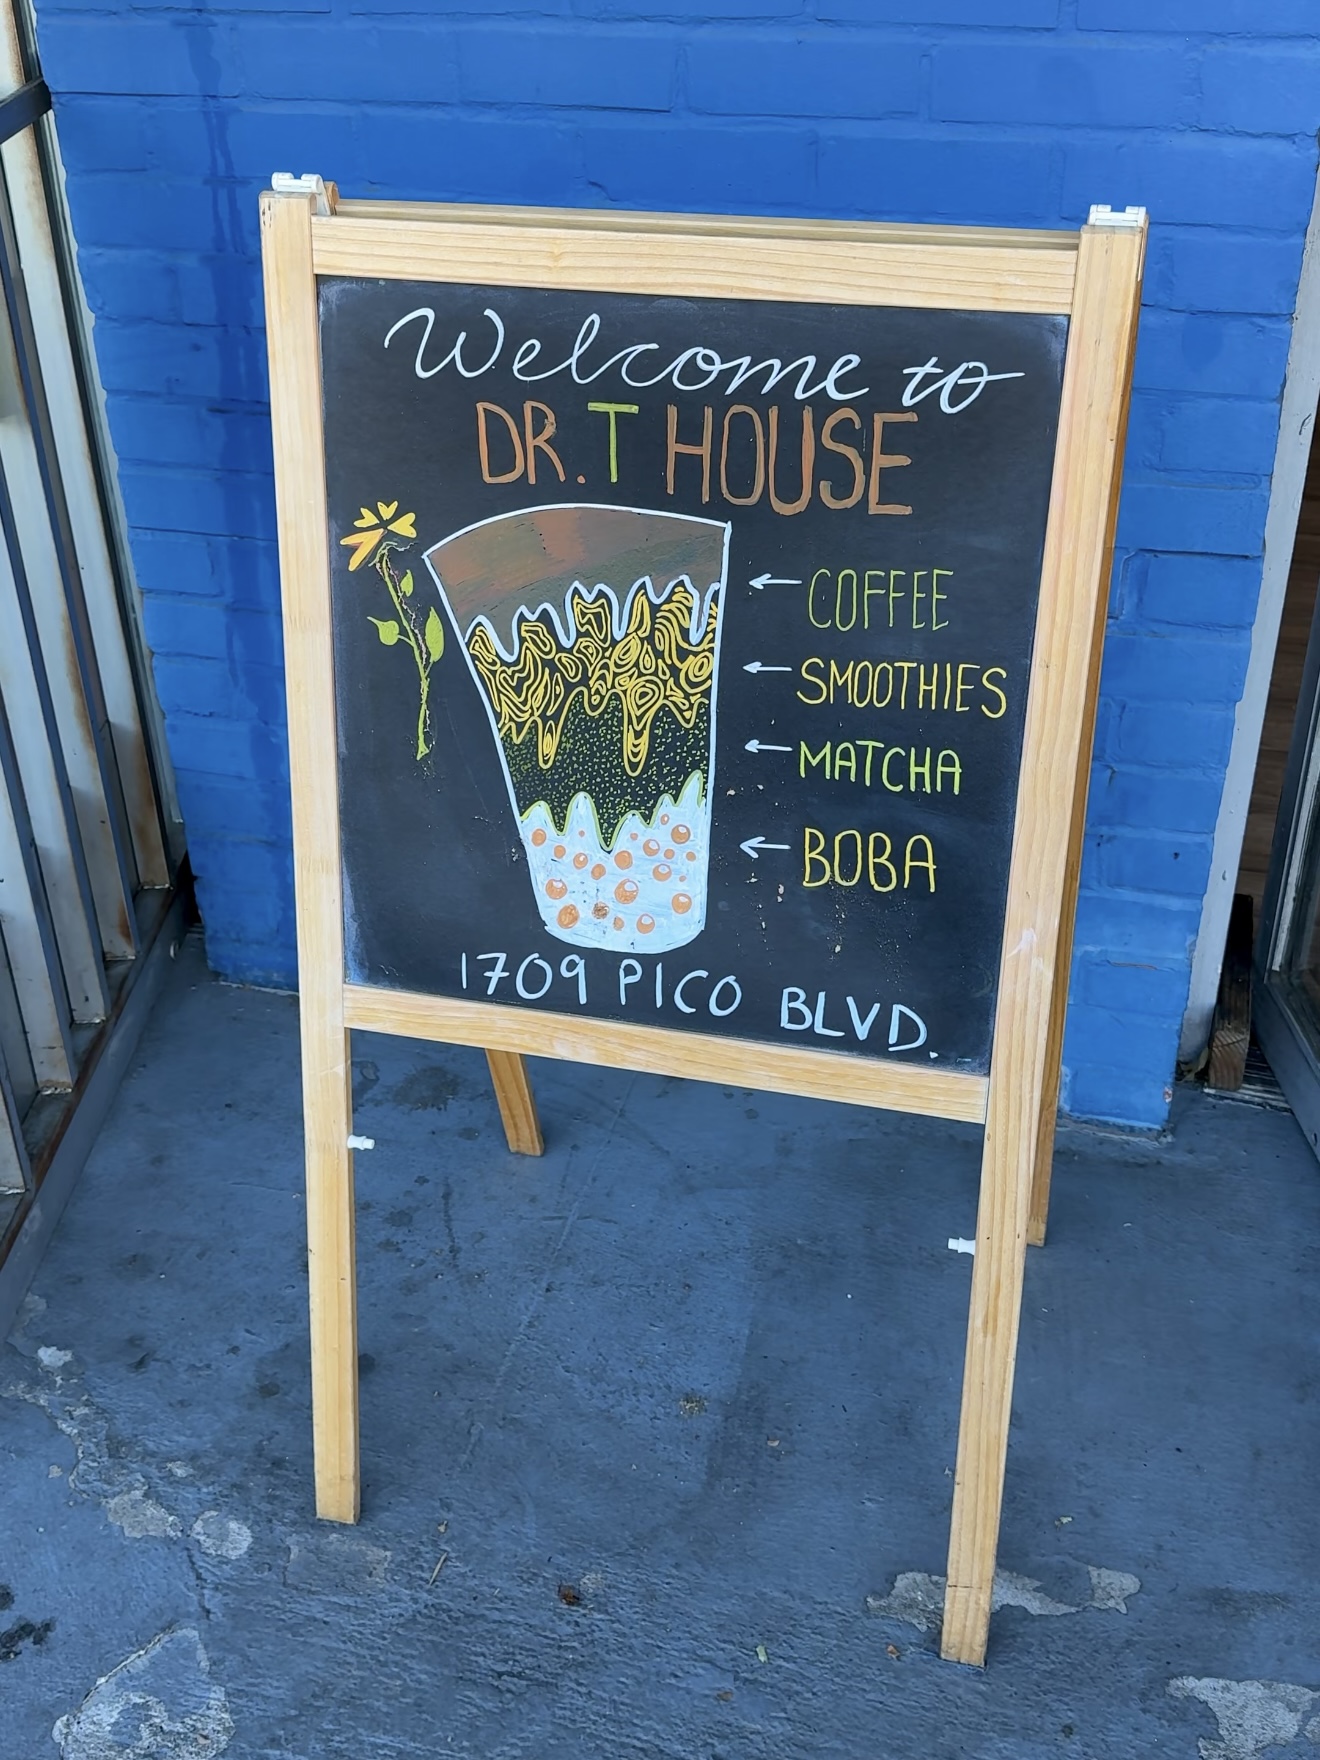 Welcome to
DR.T HOUSE
← COFFEE
← SMOOTHIES
← MATCHA
← BOBA
1709 PICO BLVD.